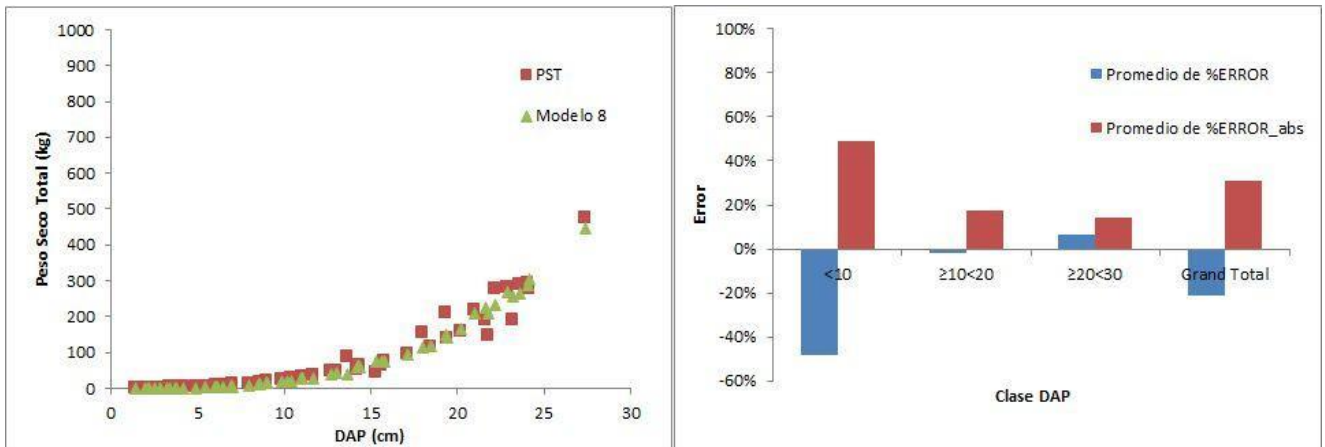 1000
900
800
700
600
500
400
300
200
100
0
Peso Seco Total (kg)
PST
Modelo 8
0 5 10 15 20 25 30
DAP (cm)
100%
80%
60%
40%
20%
0%
-20%
-40%
-60%
Error
Promedio de %ERROR
Promedio de %ERROR_abs
<10 ≥10<20 ≥20<30 Grand Total
Clase DAP